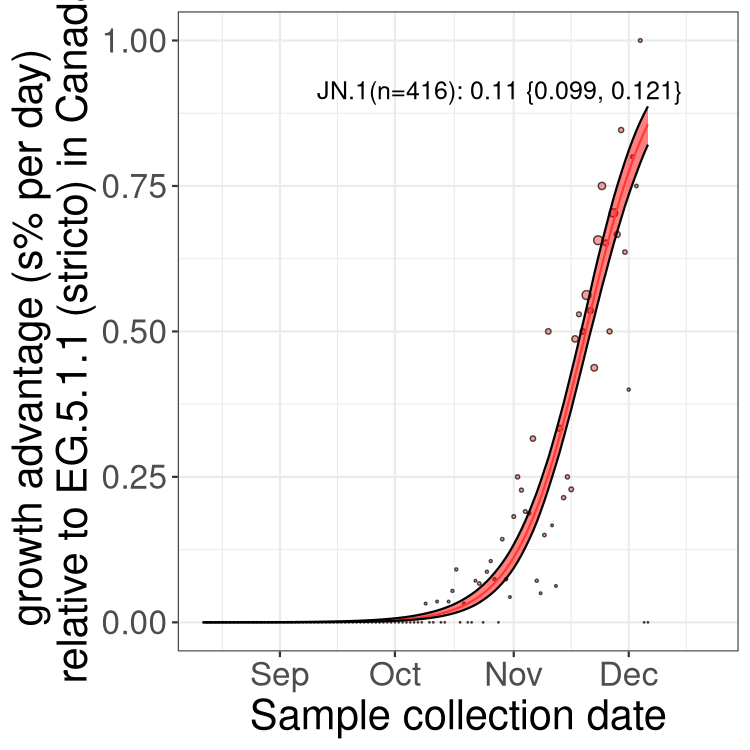 growth advantage (s% per day)
relative to EG.5.1.1 (stricto) in Canada
1.00
0.75
0.50
0.25
0.00
JN.1(n=416): 0.11 {0.099, 0.121}
Sep Oct Nov Dec
Sample collection date